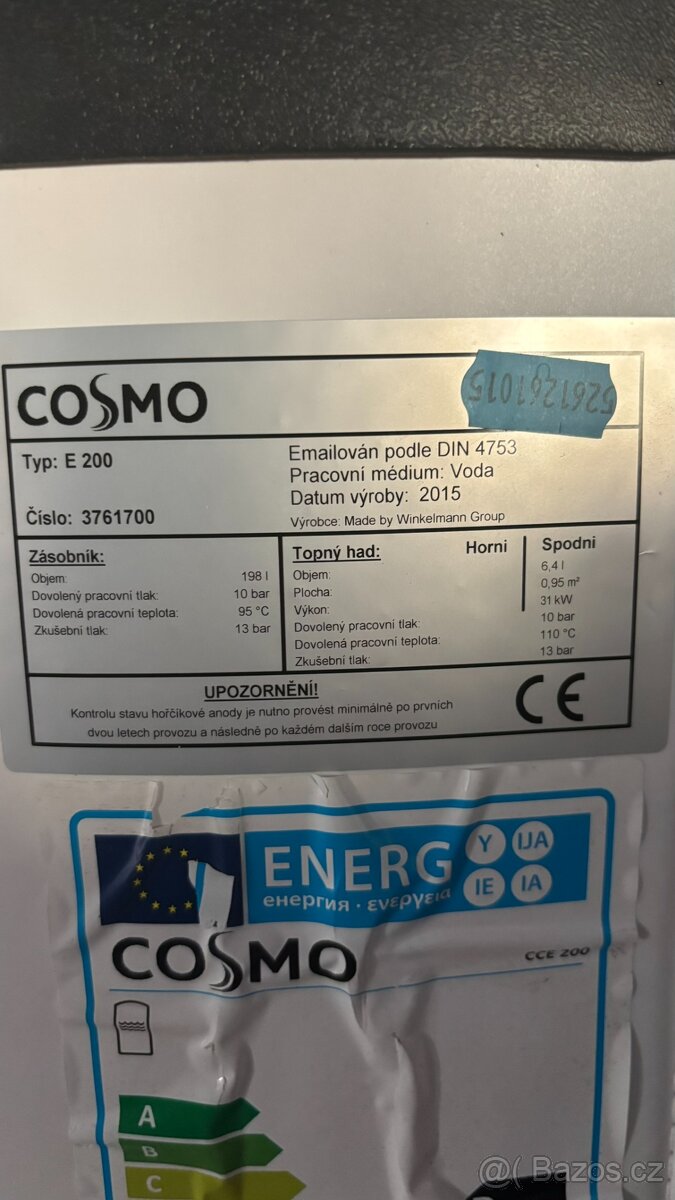 COSMO
526126 1015
Typ: E 200
Číslo: 3761700
Emailován podle DIN 4753
Pracovní médium: Voda
Datum výroby: 2015
Výrobce: Made by Winkelmann Group
Zásobník:
Objem: 198 l
Dovolený pracovní tlak: 10 bar
Dovolená pracovní teplota: 95 °C
Zkušební tlak: 13 bar
Topný had: Horni Spodni
Objem: 6,4 l
Plocha: 0,95 m²
Výkon: 31 kW
Dovolený pracovní tlak: 10 bar
Dovolená pracovní teplota: 110 °C
Zkušební tlak: 13 bar
UPOZORNĚNÍ!
Kontrolu stavu hořčíkové anody je nutno provést minimálně po prvních
dvou letech provozu a následně po každém dalším roce provozu
CE
ENERG Y IJA
енергия · ενεργεια IE IA
COSMO CCE 200
A
B
C
@( Bazos.cz